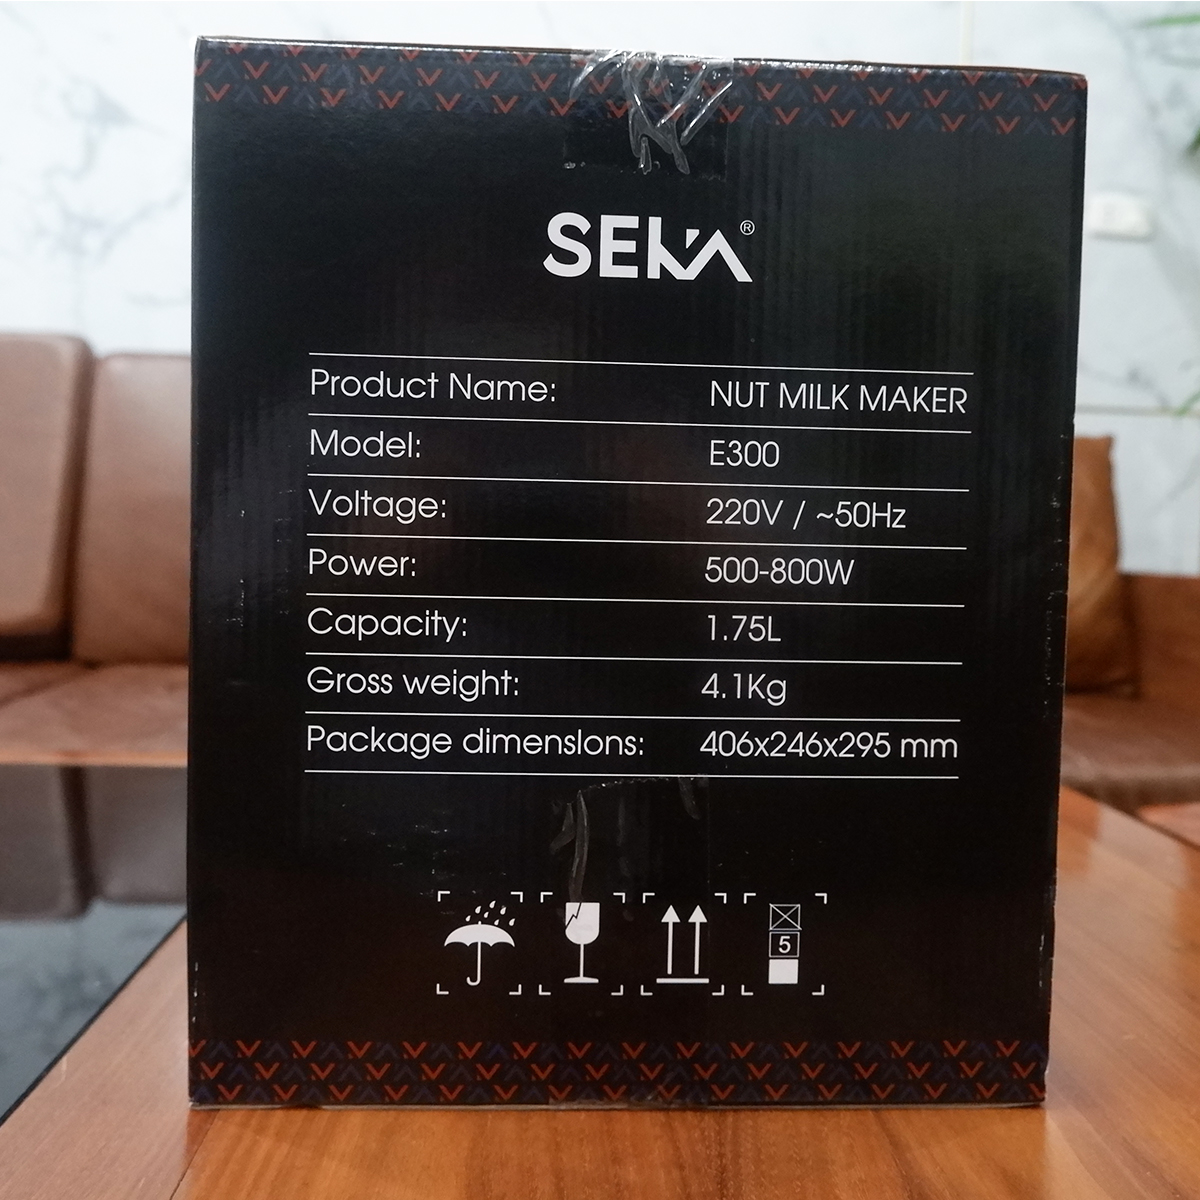 SEKA®
Product Name: NUT MILK MAKER
Model: E300
Voltage: 220V / ~50Hz
Power: 500-800W
Capacity: 1.75L
Gross weight: 4.1Kg
Package dimensIons: 406x246x295 mm
5